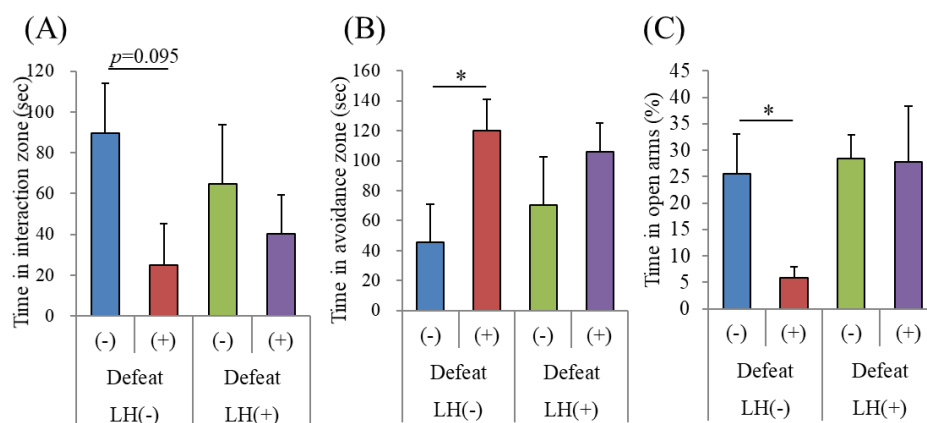 (A)
Time in interaction zone (sec)
120
100
80
60
40
20
0
p=0.095
(-) (+) (-) (+)
Defeat Defeat
LH(-) LH(+)
(B)
Time in avoidance zone (sec)
160
140
120
100
80
60
40
20
0
*
(-) (+) (-) (+)
Defeat Defeat
LH(-) LH(+)
(C)
Time in open arms (%)
45
40
35
30
25
20
15
10
5
0
*
(-) (+) (-) (+)
Defeat Defeat
LH(-) LH(+)